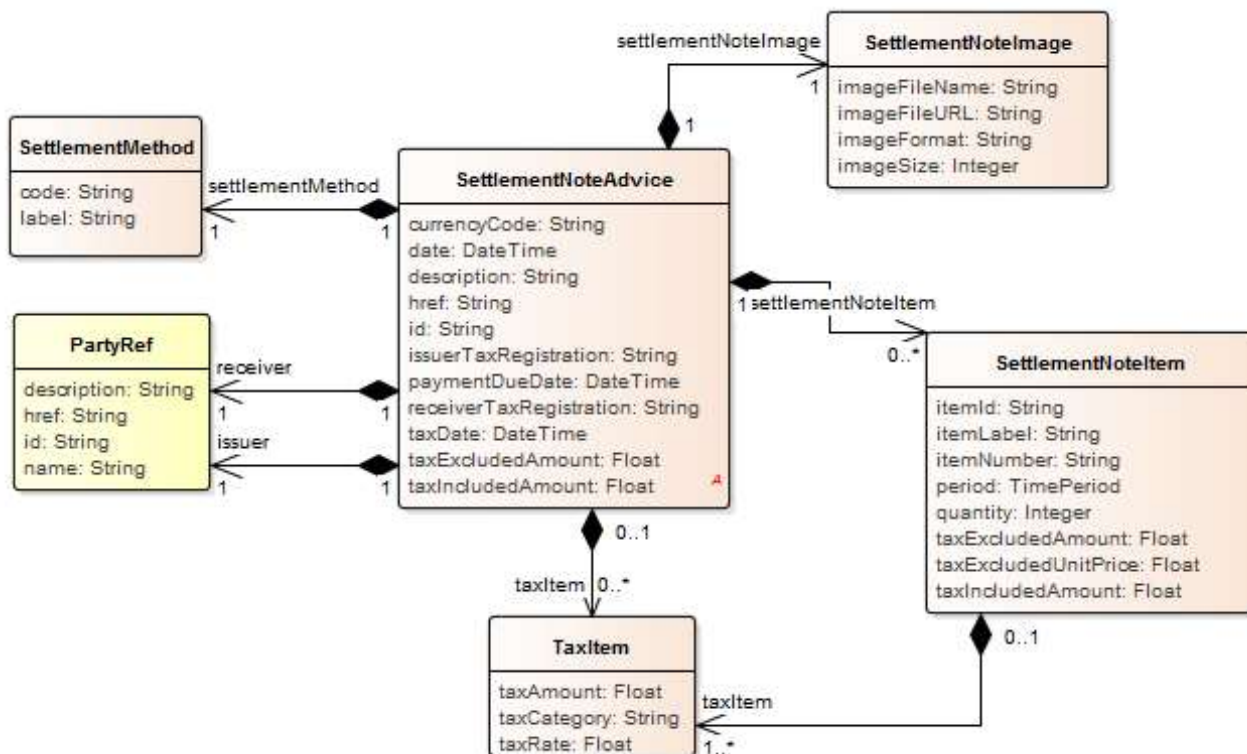 settlementNoteImage
1
1
SettlementNoteImage
imageFileName: String
imageFileURL: String
imageFormat: String
imageSize: Integer
SettlementMethod
code: String
label: String
settlementMethod
1
1
SettlementNoteAdvice
currencyCode: String
date: DateTime
description: String
href: String
id: String
issuerTaxRegistration: String
paymentDueDate: DateTime
receiverTaxRegistration: String
taxDate: DateTime
taxExcludedAmount: Float
taxIncludedAmount: Float
A
1
settlementNoteItem
0..*
PartyRef
description: String
href: String
id: String
name: String
receiver
1
1
issuer
1
1
SettlementNoteItem
itemId: String
itemLabel: String
itemNumber: String
period: TimePeriod
quantity: Integer
taxExcludedAmount: Float
taxExcludedUnitPrice: Float
taxIncludedAmount: Float
0..1
taxItem
0..*
TaxItem
taxAmount: Float
taxCategory: String
taxRate: Float
0..1
taxItem
1..*